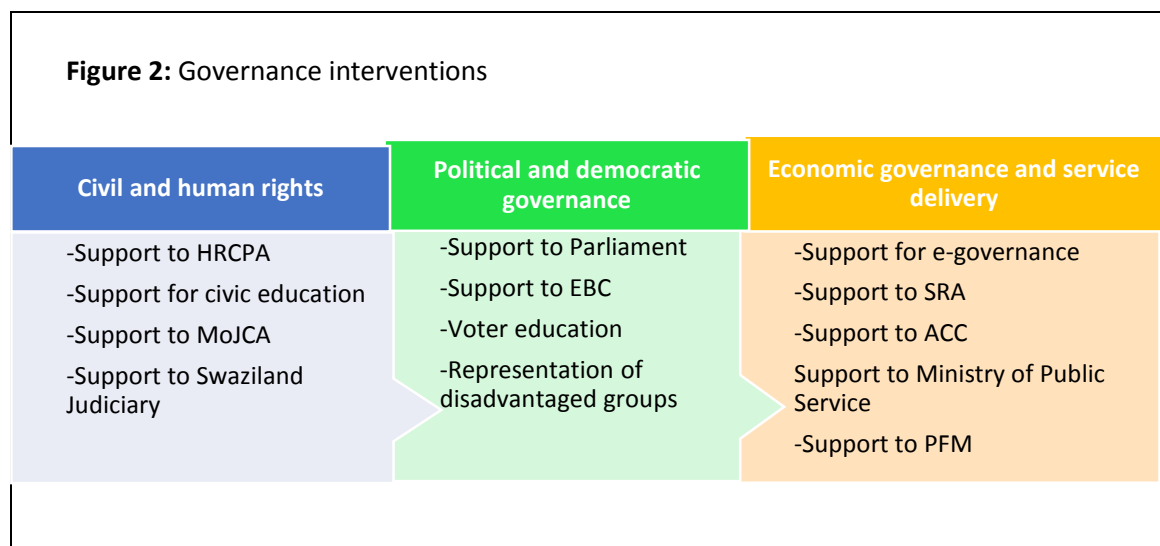 Figure 2: Governance interventions
Civil and human rights
-Support to HRCPA
-Support for civic education
-Support to MoJCA
-Support to Swaziland
Judiciary
Political and democratic
governance
-Support to Parliament
-Support to EBC
-Voter education
-Representation of
disadvantaged groups
Economic governance and service
delivery
-Support for e-governance
-Support to SRA
-Support to ACC
Support to Ministry of Public
Service
-Support to PFM